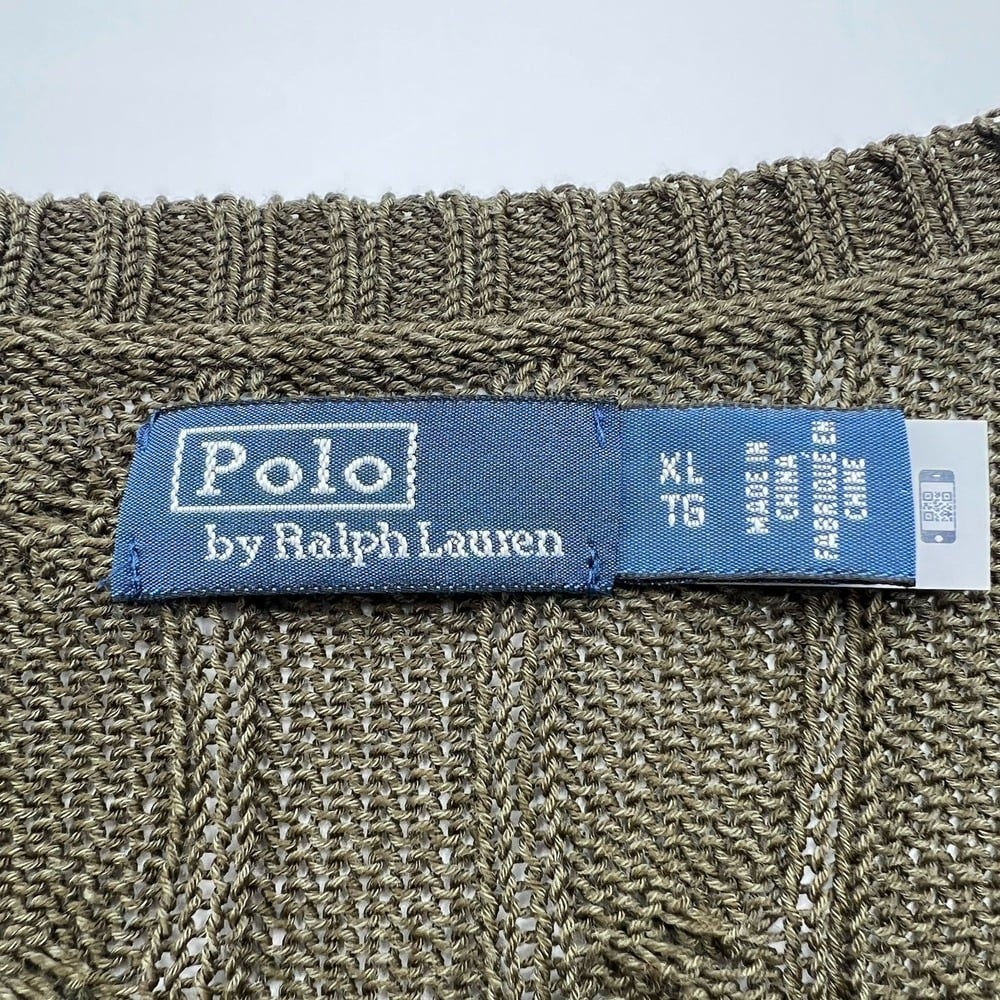 Polo
by Ralph Lauren
XL
TG
MADE IN
CHINA
FABRIQUÉ EN
CHINE